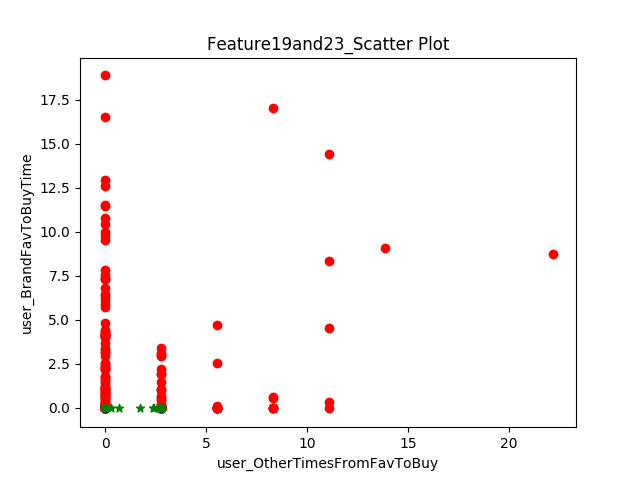 Feature19and23_Scatter Plot
user_BrandFavToBuyTime
17.5
15.0
12.5
10.0
7.5
5.0
2.5
0.0
0 5 10 15 20
user_OtherTimesFromFavToBuy